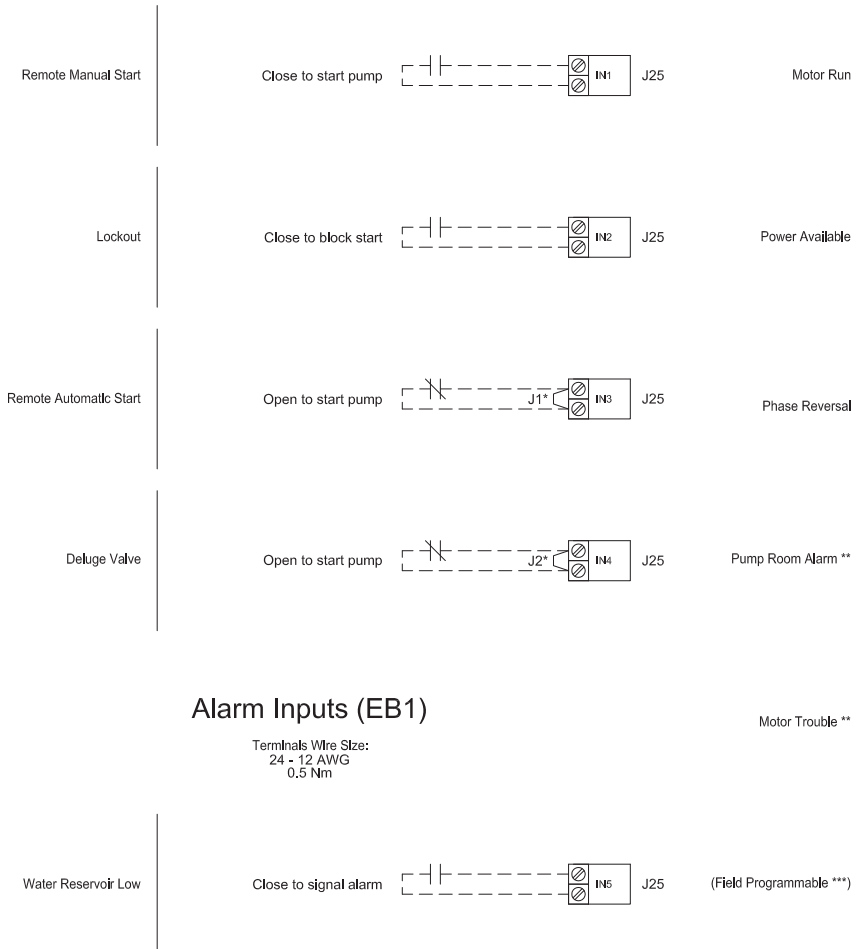 Remote Manual Start
Close to start pump
IN1
J25
Motor Run
Lockout
Close to block start
IN2
J25
Power Available
Remote Automatic Start
Open to start pump
J1*
IN3
J25
Phase Reversal
Deluge Valve
Open to start pump
J2*
IN4
J25
Pump Room Alarm **
Alarm Inputs (EB1)
Motor Trouble **
Terminals Wire Size:
24 - 12 AWG
0.5 Nm
Water Reservoir Low
Close to signal alarm
IN5
J25
(Field Programmable ***)